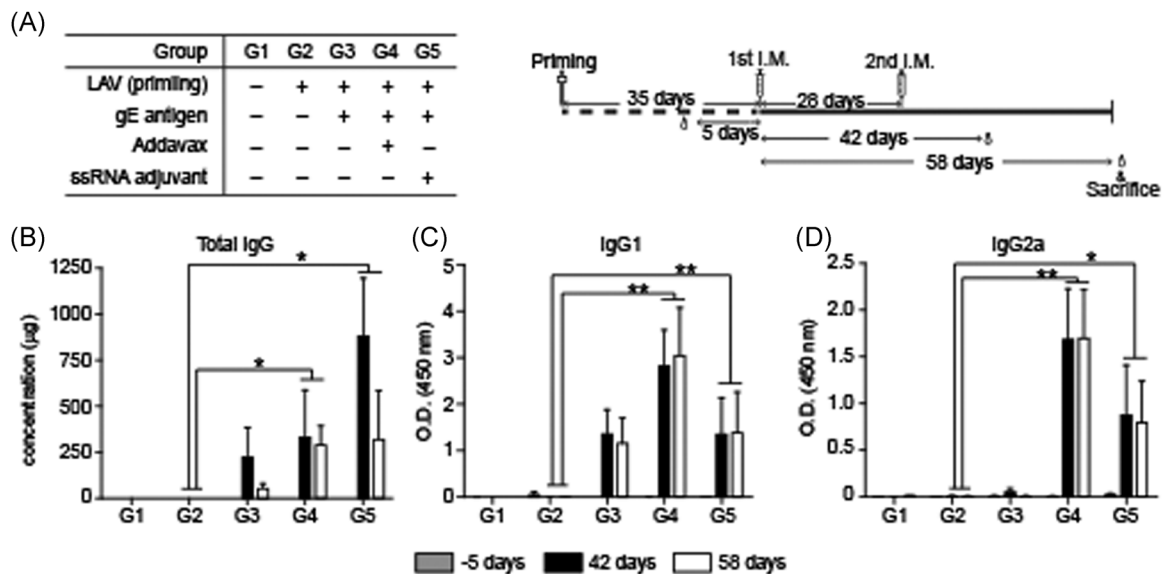 (A)
Group G1 G2 G3 G4 G5
LAV (primiing) – + + + +
gE antigen – – + + +
Addavax – – – + –
ssRNA adjuvant – – – – +
Priming 1st I.M. 2nd I.M.
35 days 28 days
5 days 42 days
58 days
&
Sacrifice
(B)
Total IgG
concentration (µg)
1250
1000
750
500
250
0
*
*
G1 G2 G3 G4 G5
(C)
IgG1
O.D. (450 nm)
5
4
3
2
1
0
**
**
G1 G2 G3 G4 G5
(D)
IgG2a
O.D. (450 nm)
2.5
2.0
1.5
1.0
0.5
0
*
**
G1 G2 G3 G4 G5
-5 days 42 days 58 days